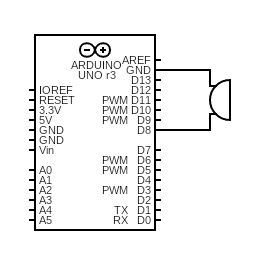 AREF
ARDUINO
UNO r3
GND
D13
IOREF D12
RESET PWM D11
3.3V PWM D10
5V PWM D9
GND D8
GND
Vin D7
PWM D6
A0 PWM D5
A1 D4
A2 PWM D3
A3 D2
A4 TX D1
A5 RX D0